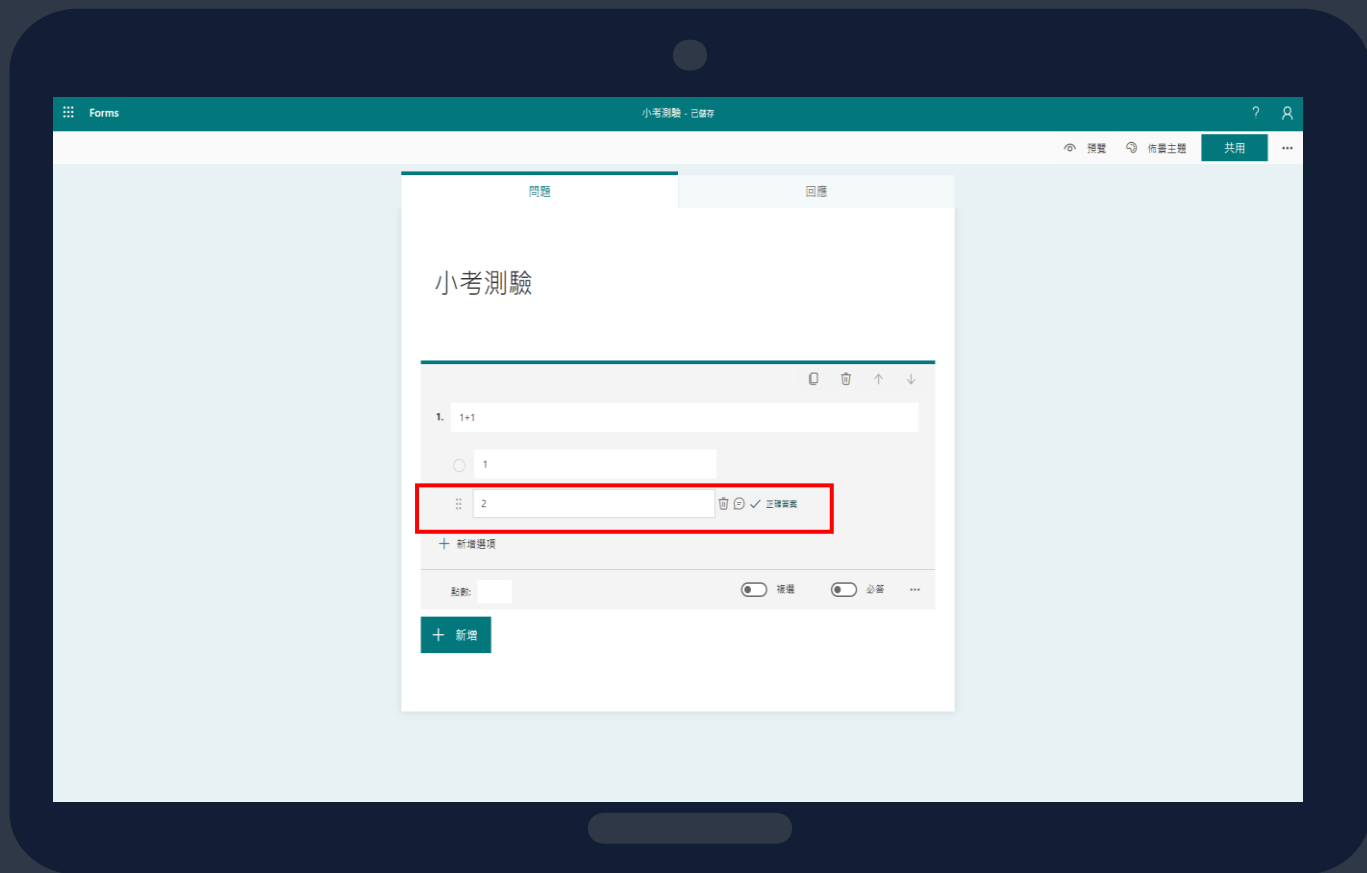 Forms
小考測驗 - 已儲存
?
預覽
佈景主題
共用
...
問題
回應
小考測驗
1. 1+1
1
2
正確答案
+ 新增選項
點數:
複選
必答
...
+ 新增